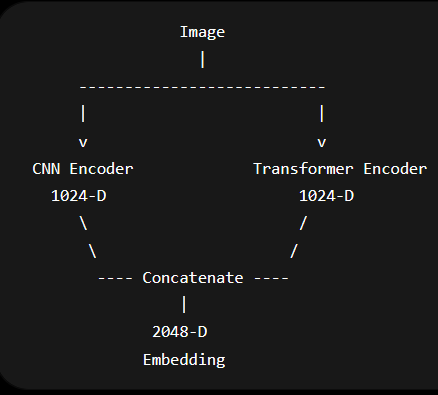 Image
|
---------------------------
| |
v v
CNN Encoder Transformer Encoder
1024-D 1024-D
\ /
\ /
---- Concatenate ----
|
2048-D
Embedding